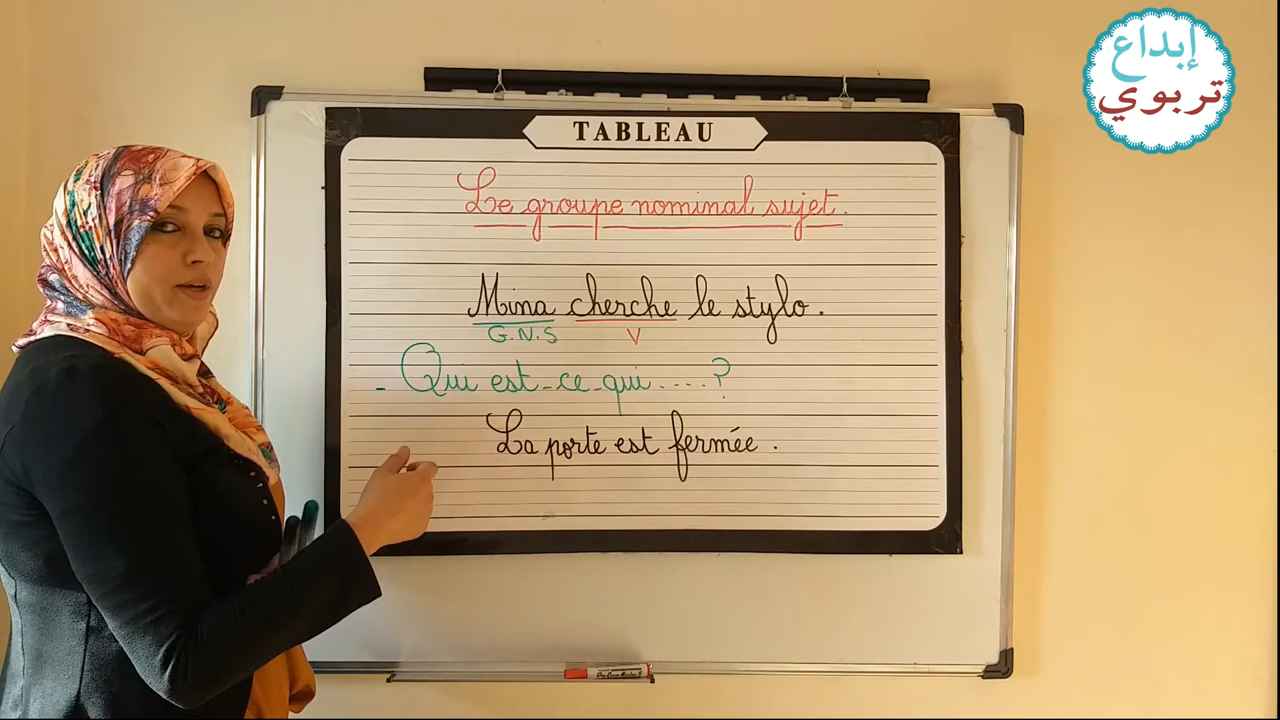 إبداع
تربوي
TABLEAU
Le groupe nominal sujet.
Mina cherche le stylo.
G.N.S V
- Qui est-ce-qui.....?
La porte est fermée.